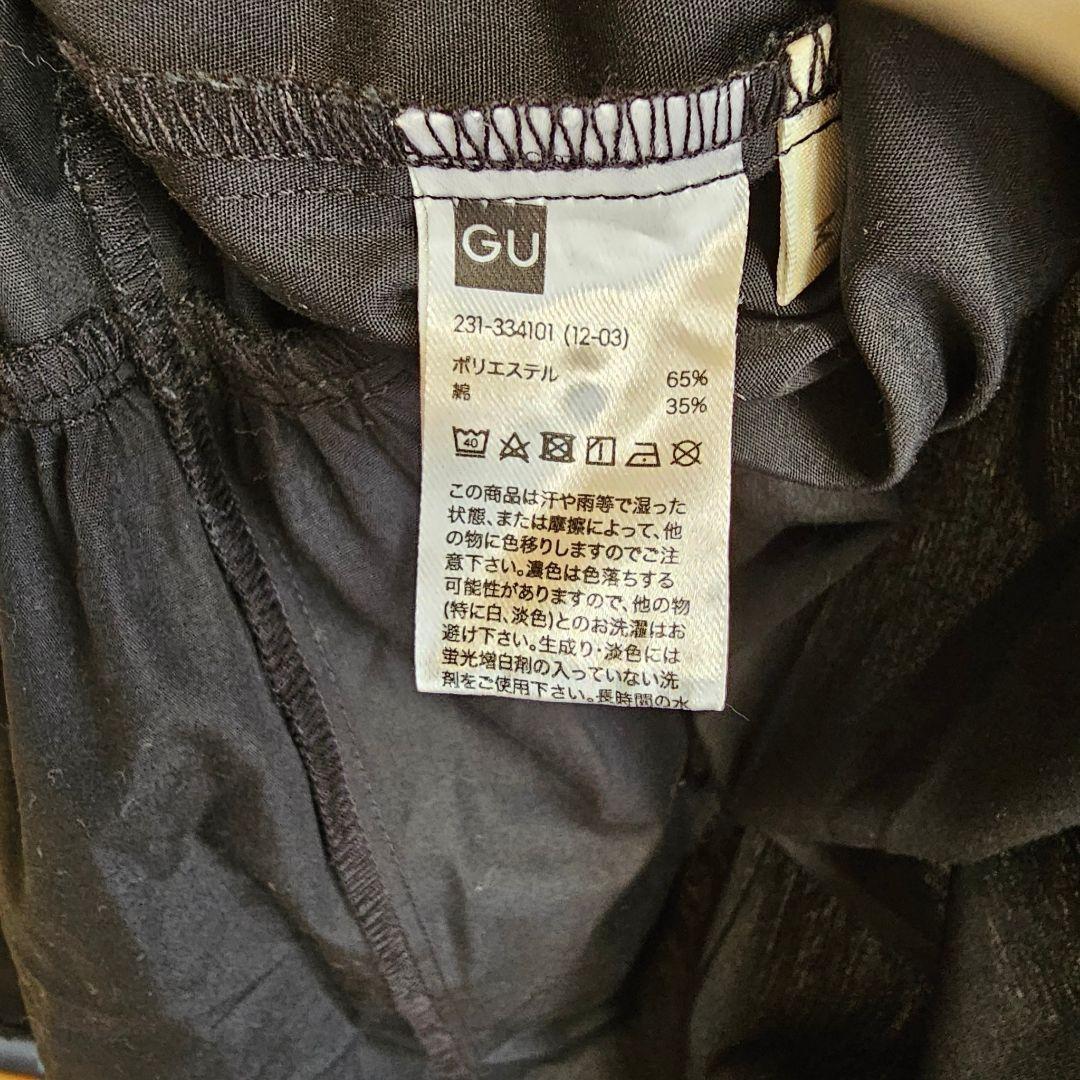 GU
231-334101 (12-03)
ポリエステル 65%
綿 35%
40
この商品は汗や雨等で湿った
状態、または摩擦によって、他
の物に色移りしますのでご注
意下さい。濃色は色落ちする
可能性がありますので、他の物
(特に白、淡色)とのお洗濯はお
避け下さい。生成り・淡色には
蛍光増白剤の入っていない洗
剤をご使用下さい。長時間の水